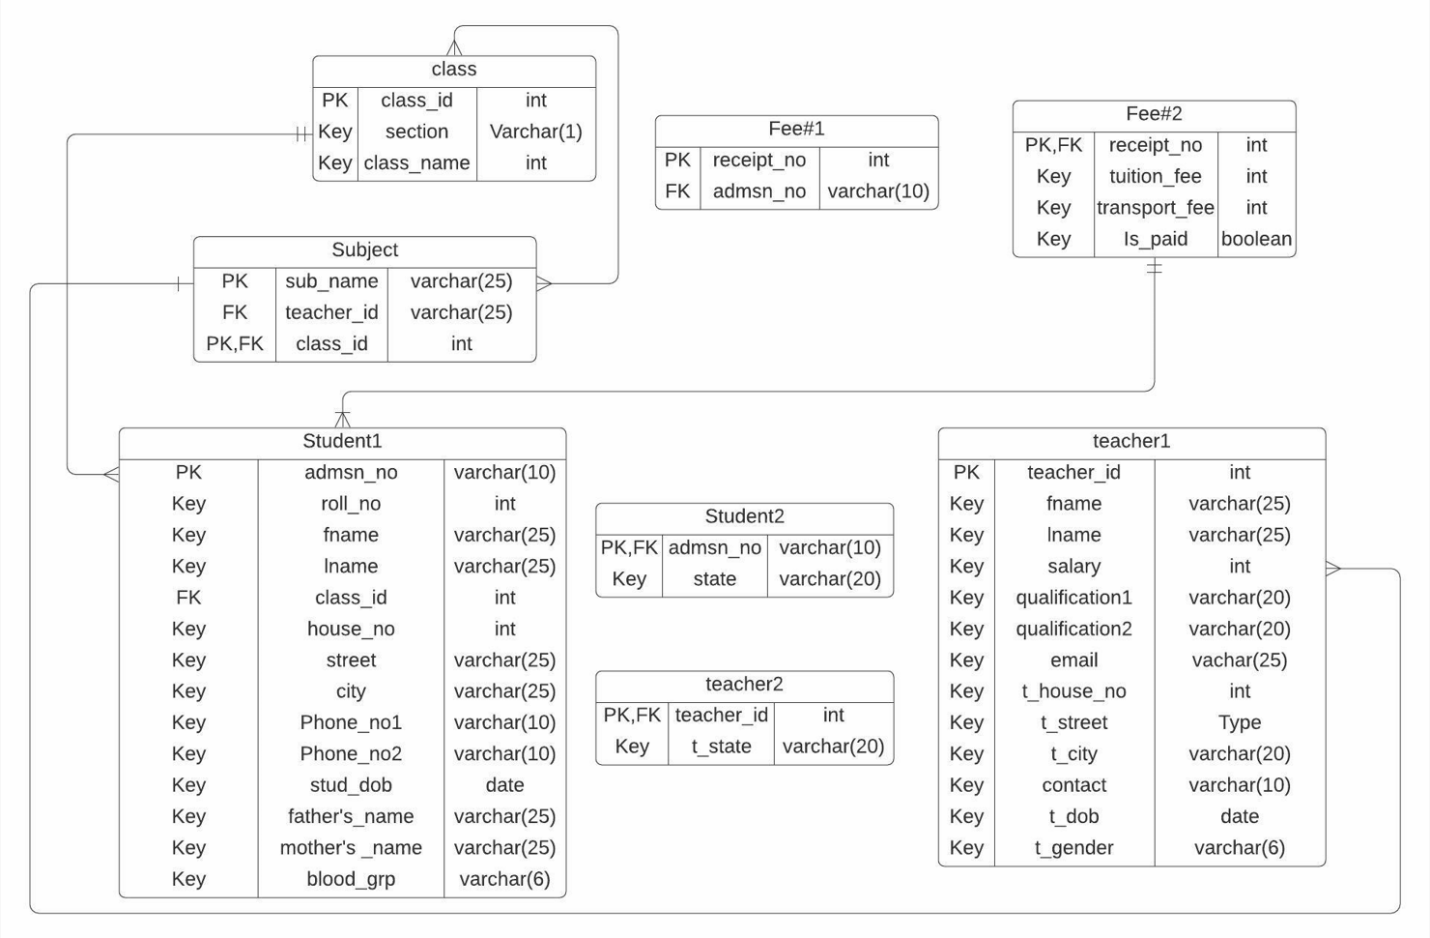 class
PK class_id int
Key section Varchar(1)
Key class_name int
Fee#1
PK receipt_no int
FK admsn_no varchar(10)
Fee#2
PK,FK receipt_no int
Key tuition_fee int
Key transport_fee int
Key Is_paid boolean
Subject
PK sub_name varchar(25)
FK teacher_id varchar(25)
PK,FK class_id int
Student1
PK admsn_no varchar(10)
Key roll_no int
Key fname varchar(25)
Key lname varchar(25)
FK class_id int
Key house_no int
Key street varchar(25)
Key city varchar(25)
Key Phone_no1 varchar(10)
Key Phone_no2 varchar(10)
Key stud_dob date
Key father's_name varchar(25)
Key mother's _name varchar(25)
Key blood_grp varchar(6)
Student2
PK,FK admsn_no varchar(10)
Key state varchar(20)
teacher2
PK,FK teacher_id int
Key t_state varchar(20)
teacher1
PK teacher_id int
Key fname varchar(25)
Key lname varchar(25)
Key salary int
Key qualification1 varchar(20)
Key qualification2 varchar(20)
Key email vachar(25)
Key t_house_no int
Key t_street Type
Key t_city varchar(20)
Key contact varchar(10)
Key t_dob date
Key t_gender varchar(6)